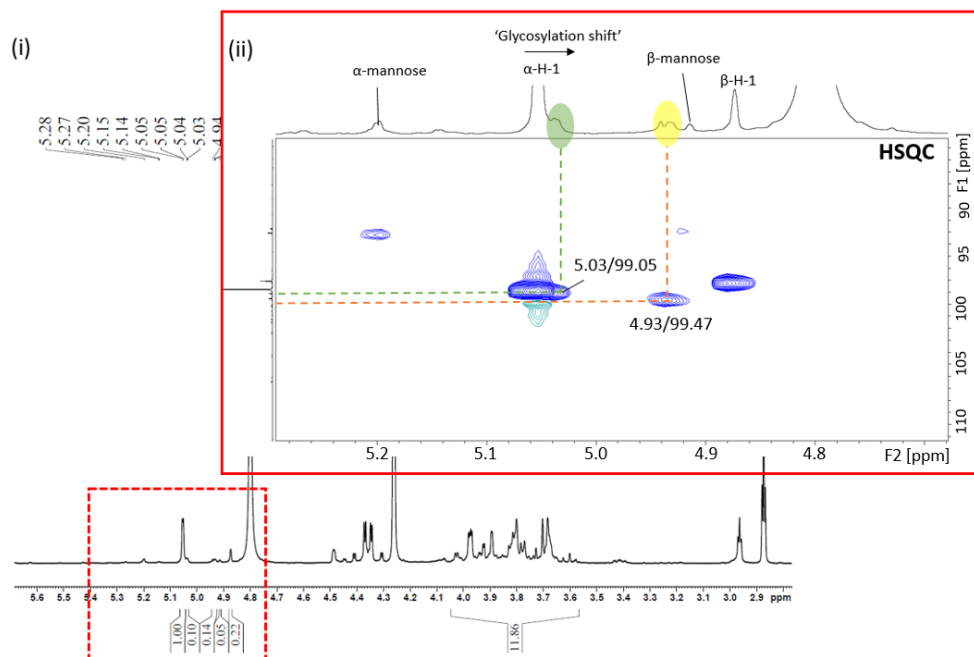 (i)
(ii)
'Glycosylation shift'
α-mannose
α-H-1
β-mannose
β-H-1
5.28
5.27
5.20
5.15
5.14
5.05
5.05
5.04
5.03
4.94
HSQC
F1 [ppm]
90
95
100
105
110
5.03/99.05
4.93/99.47
5.2
5.1
5.0
4.9
4.8
F2 [ppm]
5.6 5.5 5.4 5.3 5.2 5.1 5.0 4.9 4.8 4.7 4.6 4.5 4.4 4.3 4.2 4.1 4.0 3.9 3.8 3.7 3.6 3.5 3.4 3.3 3.2 3.1 3.0 2.9 ppm
1.00
0.10
0.14
0.05
0.22
11.86